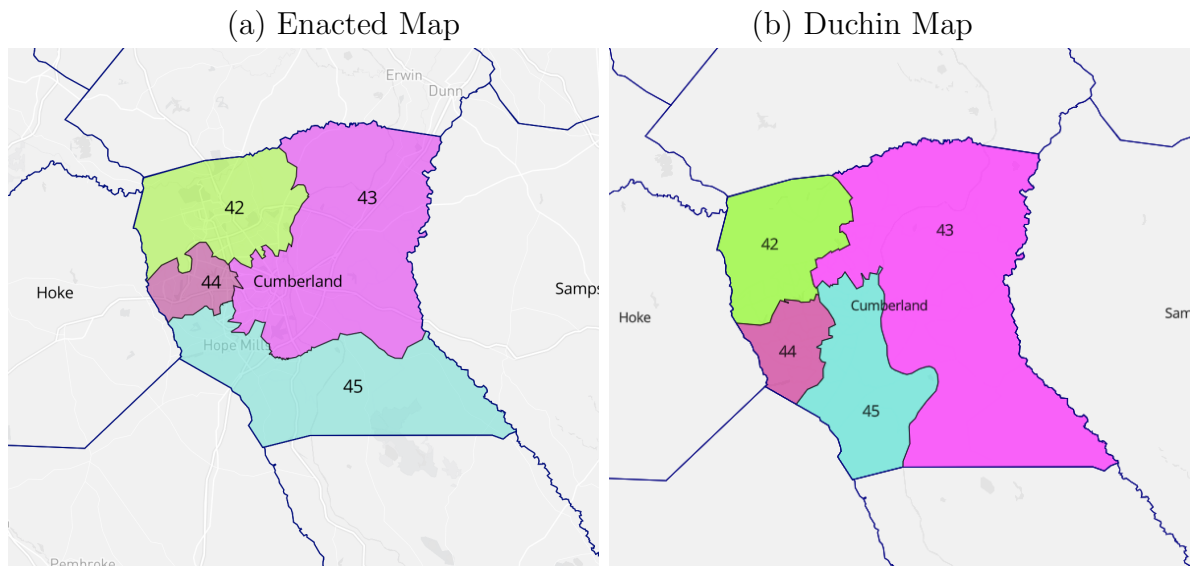 (a) Enacted Map
(b) Duchin Map
Erwin
Dunn
42
43
44
Cumberland
Hoke
Samps
Hope Mills
45
Pembroke
42
43
Cumberland
Hoke
Sam
44
45